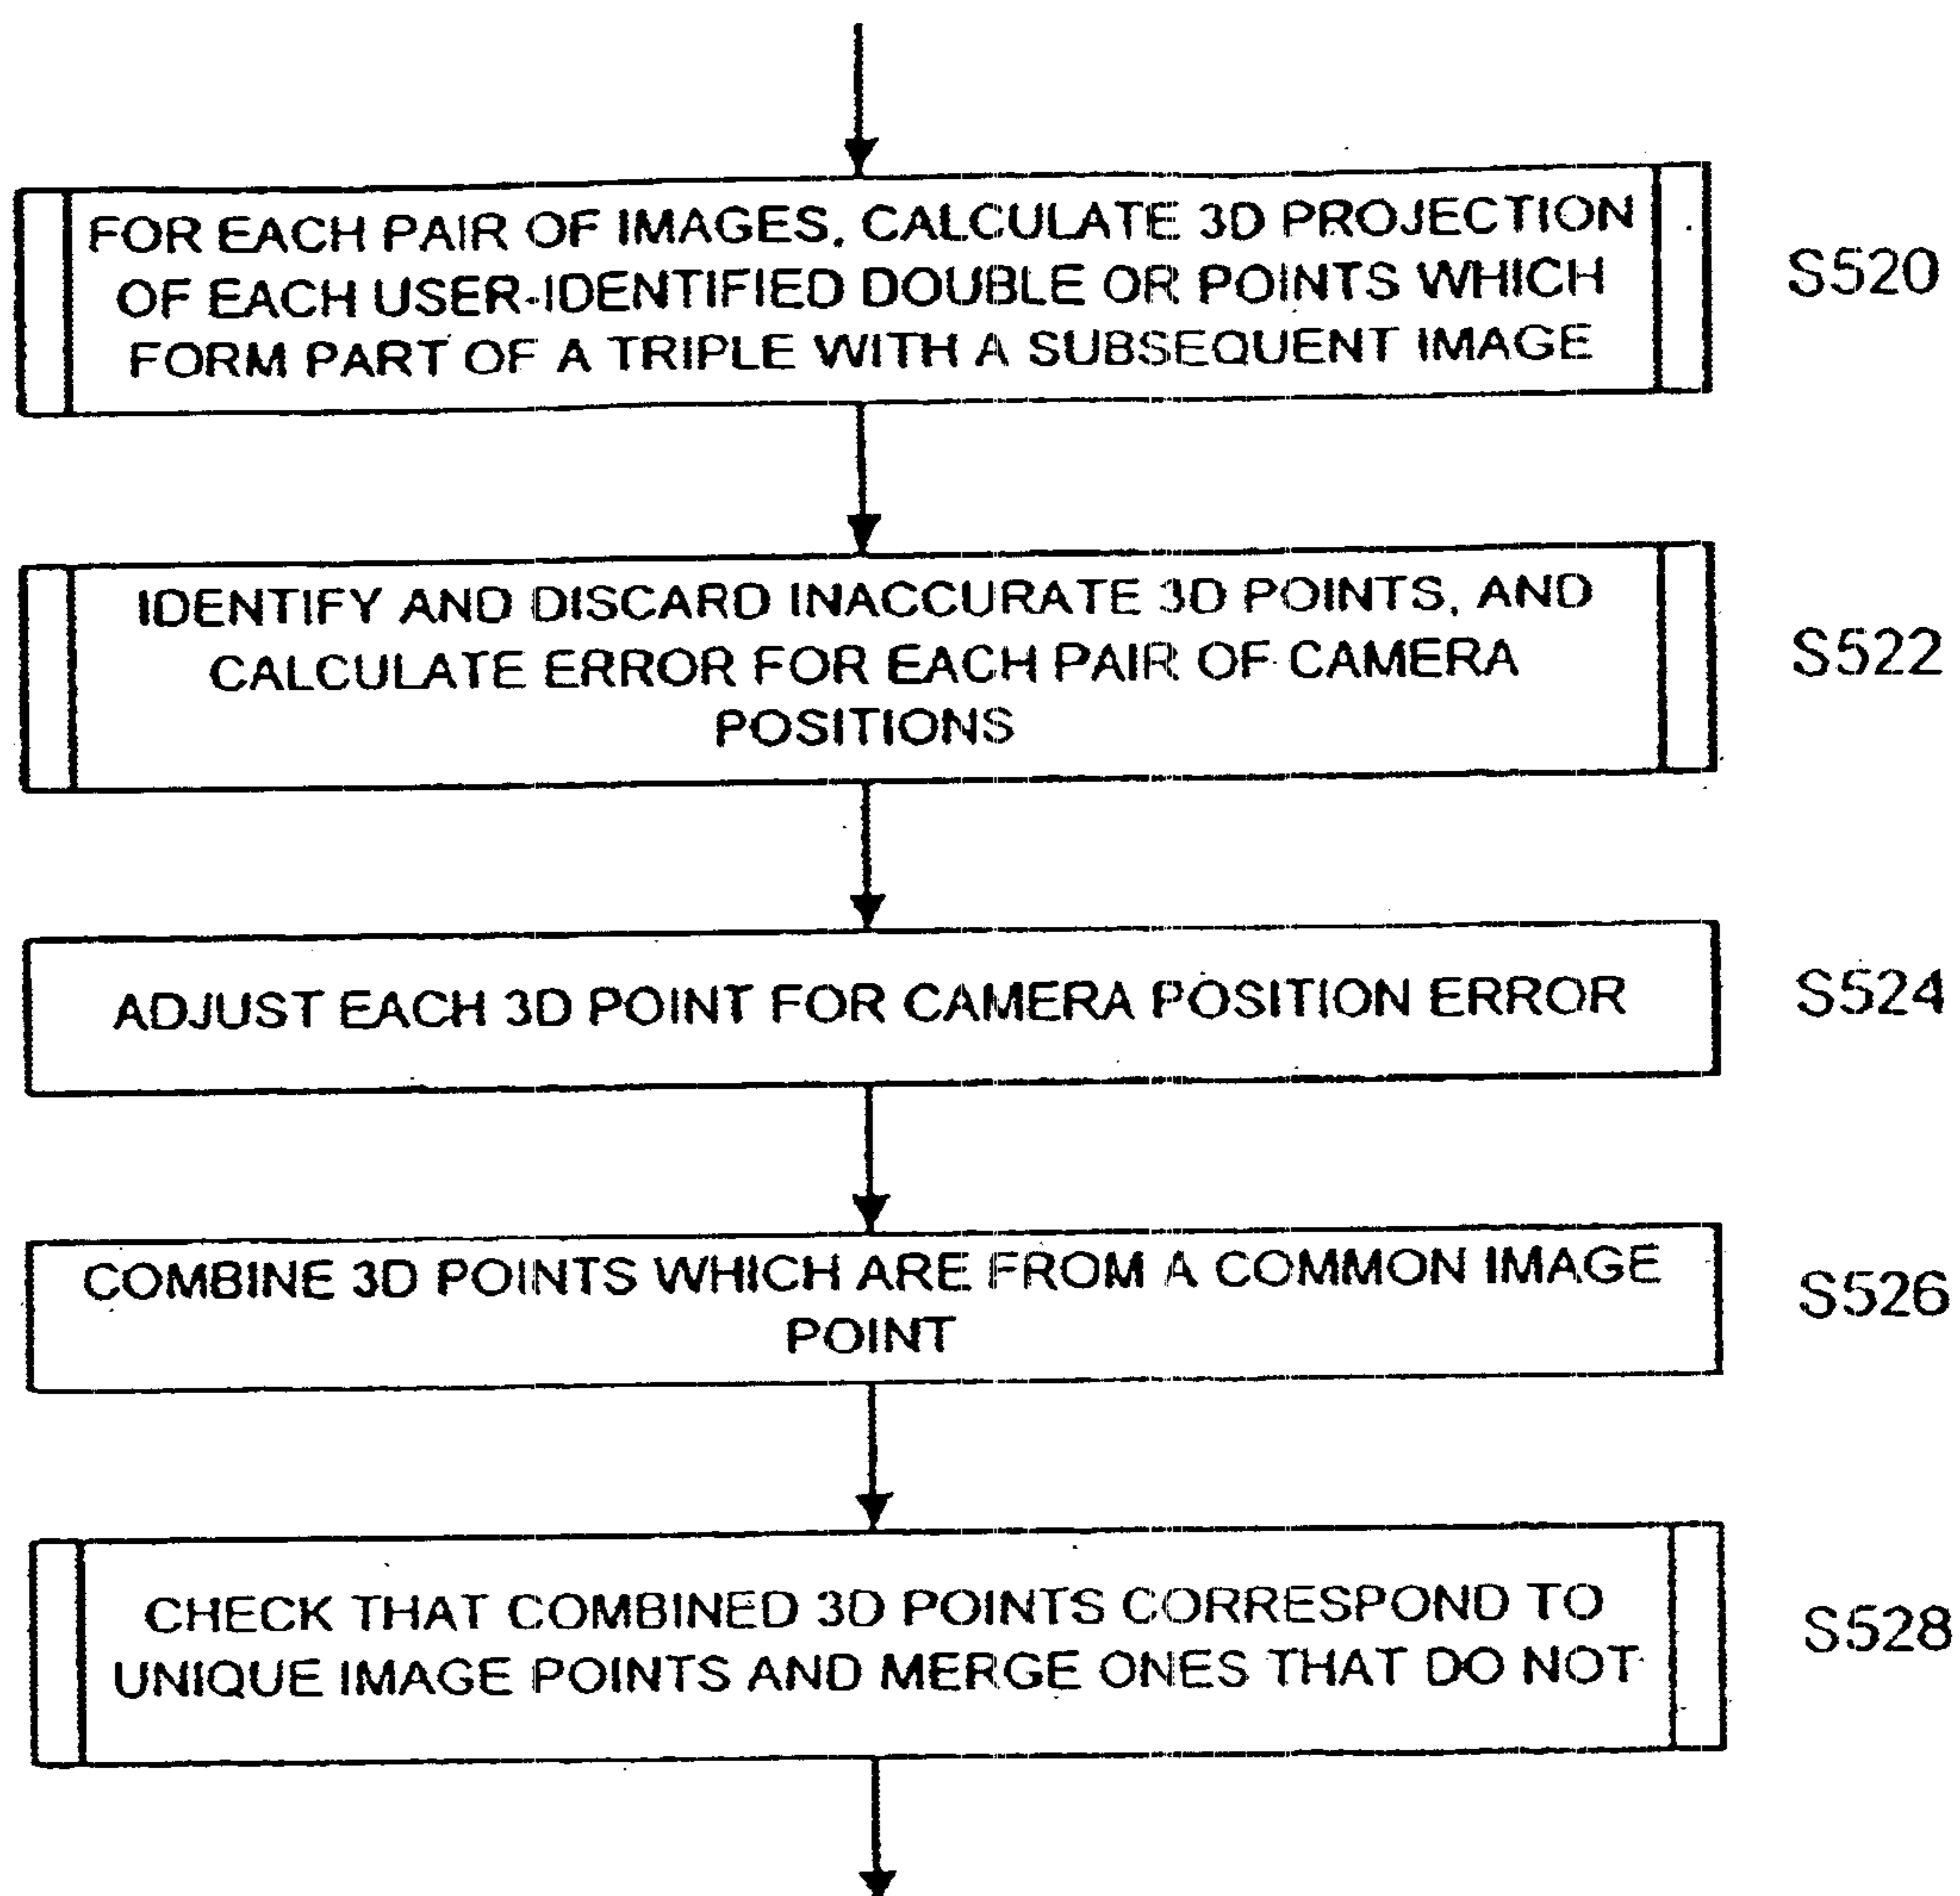 FOR EACH PAIR OF IMAGES, CALCULATE 3D PROJECTION
OF EACH USER-IDENTIFIED DOUBLE OR POINTS WHICH
FORM PART OF A TRIPLE WITH A SUBSEQUENT IMAGE
S520
IDENTIFY AND DISCARD INACCURATE 3D POINTS, AND
CALCULATE ERROR FOR EACH PAIR OF CAMERA
POSITIONS
S522
ADJUST EACH 3D POINT FOR CAMERA POSITION ERROR
S524
COMBINE 3D POINTS WHICH ARE FROM A COMMON IMAGE
POINT
S526
CHECK THAT COMBINED 3D POINTS CORRESPOND TO
UNIQUE IMAGE POINTS AND MERGE ONES THAT DO NOT
S528